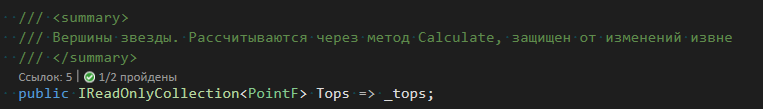 /// <summary>
/// Вершины звезды. Рассчитываются через метод Calculate, защищен от изменений извне
/// </summary>
Ссылок: 5 | 1/2 пройдены
public IReadOnlyCollection<PointF> Tops => _tops;